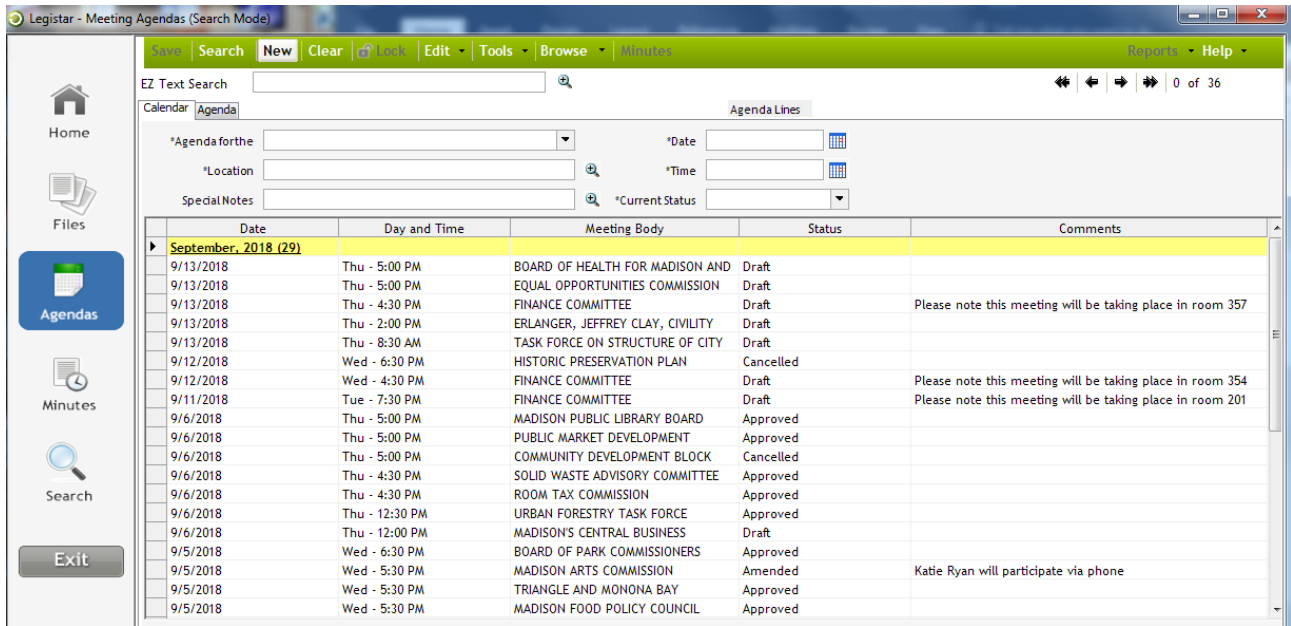 Legistar - Meeting Agendas (Search Mode)
Save Search New Clear Lock Edit Tools Browse Minutes Reports Help
EZ Text Search 0 of 36
Calendar Agenda Agenda Lines
Home
*Agenda for the *Date
*Location *Time
Special Notes *Current Status
Files
Date Day and Time Meeting Body Status Comments
September, 2018 (29)
9/13/2018 Thu - 5:00 PM BOARD OF HEALTH FOR MADISON AND Draft
9/13/2018 Thu - 5:00 PM EQUAL OPPORTUNITIES COMMISSION Draft
9/13/2018 Thu - 4:30 PM FINANCE COMMITTEE Draft Please note this meeting will be taking place in room 357
Agendas
9/13/2018 Thu - 2:00 PM ERLANGER, JEFFREY CLAY, CIVILITY Draft
9/13/2018 Thu - 8:30 AM TASK FORCE ON STRUCTURE OF CITY Draft
9/12/2018 Wed - 6:30 PM HISTORIC PRESERVATION PLAN Cancelled
9/12/2018 Wed - 4:30 PM FINANCE COMMITTEE Draft Please note this meeting will be taking place in room 354
9/11/2018 Tue - 7:30 PM FINANCE COMMITTEE Draft Please note this meeting will be taking place in room 201
Minutes
9/6/2018 Thu - 5:00 PM MADISON PUBLIC LIBRARY BOARD Approved
9/6/2018 Thu - 5:00 PM PUBLIC MARKET DEVELOPMENT Approved
9/6/2018 Thu - 5:00 PM COMMUNITY DEVELOPMENT BLOCK Cancelled
9/6/2018 Thu - 4:30 PM SOLID WASTE ADVISORY COMMITTEE Approved
9/6/2018 Thu - 4:30 PM ROOM TAX COMMISSION Approved
Search
9/6/2018 Thu - 12:30 PM URBAN FORESTRY TASK FORCE Approved
9/6/2018 Thu - 12:00 PM MADISON'S CENTRAL BUSINESS Draft
9/5/2018 Wed - 6:30 PM BOARD OF PARK COMMISSIONERS Approved
Exit
9/5/2018 Wed - 5:30 PM MADISON ARTS COMMISSION Amended Katie Ryan will participate via phone
9/5/2018 Wed - 5:30 PM TRIANGLE AND MONONA BAY Approved
9/5/2018 Wed - 5:30 PM MADISON FOOD POLICY COUNCIL Approved